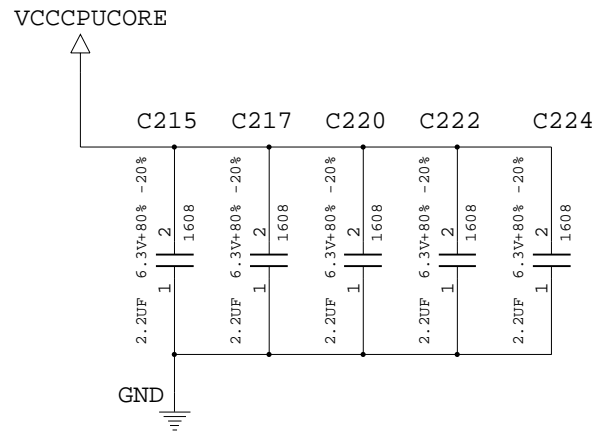 VCCCPUCORE
C215 C217 C220 C222 C224
2.2UF 6.3V+80% -20%
2
1
1608
2.2UF 6.3V+80% -20%
2
1
1608
2.2UF 6.3V+80% -20%
2
1
1608
2.2UF 6.3V+80% -20%
2
1
1608
2.2UF 6.3V+80% -20%
2
1
1608
GND